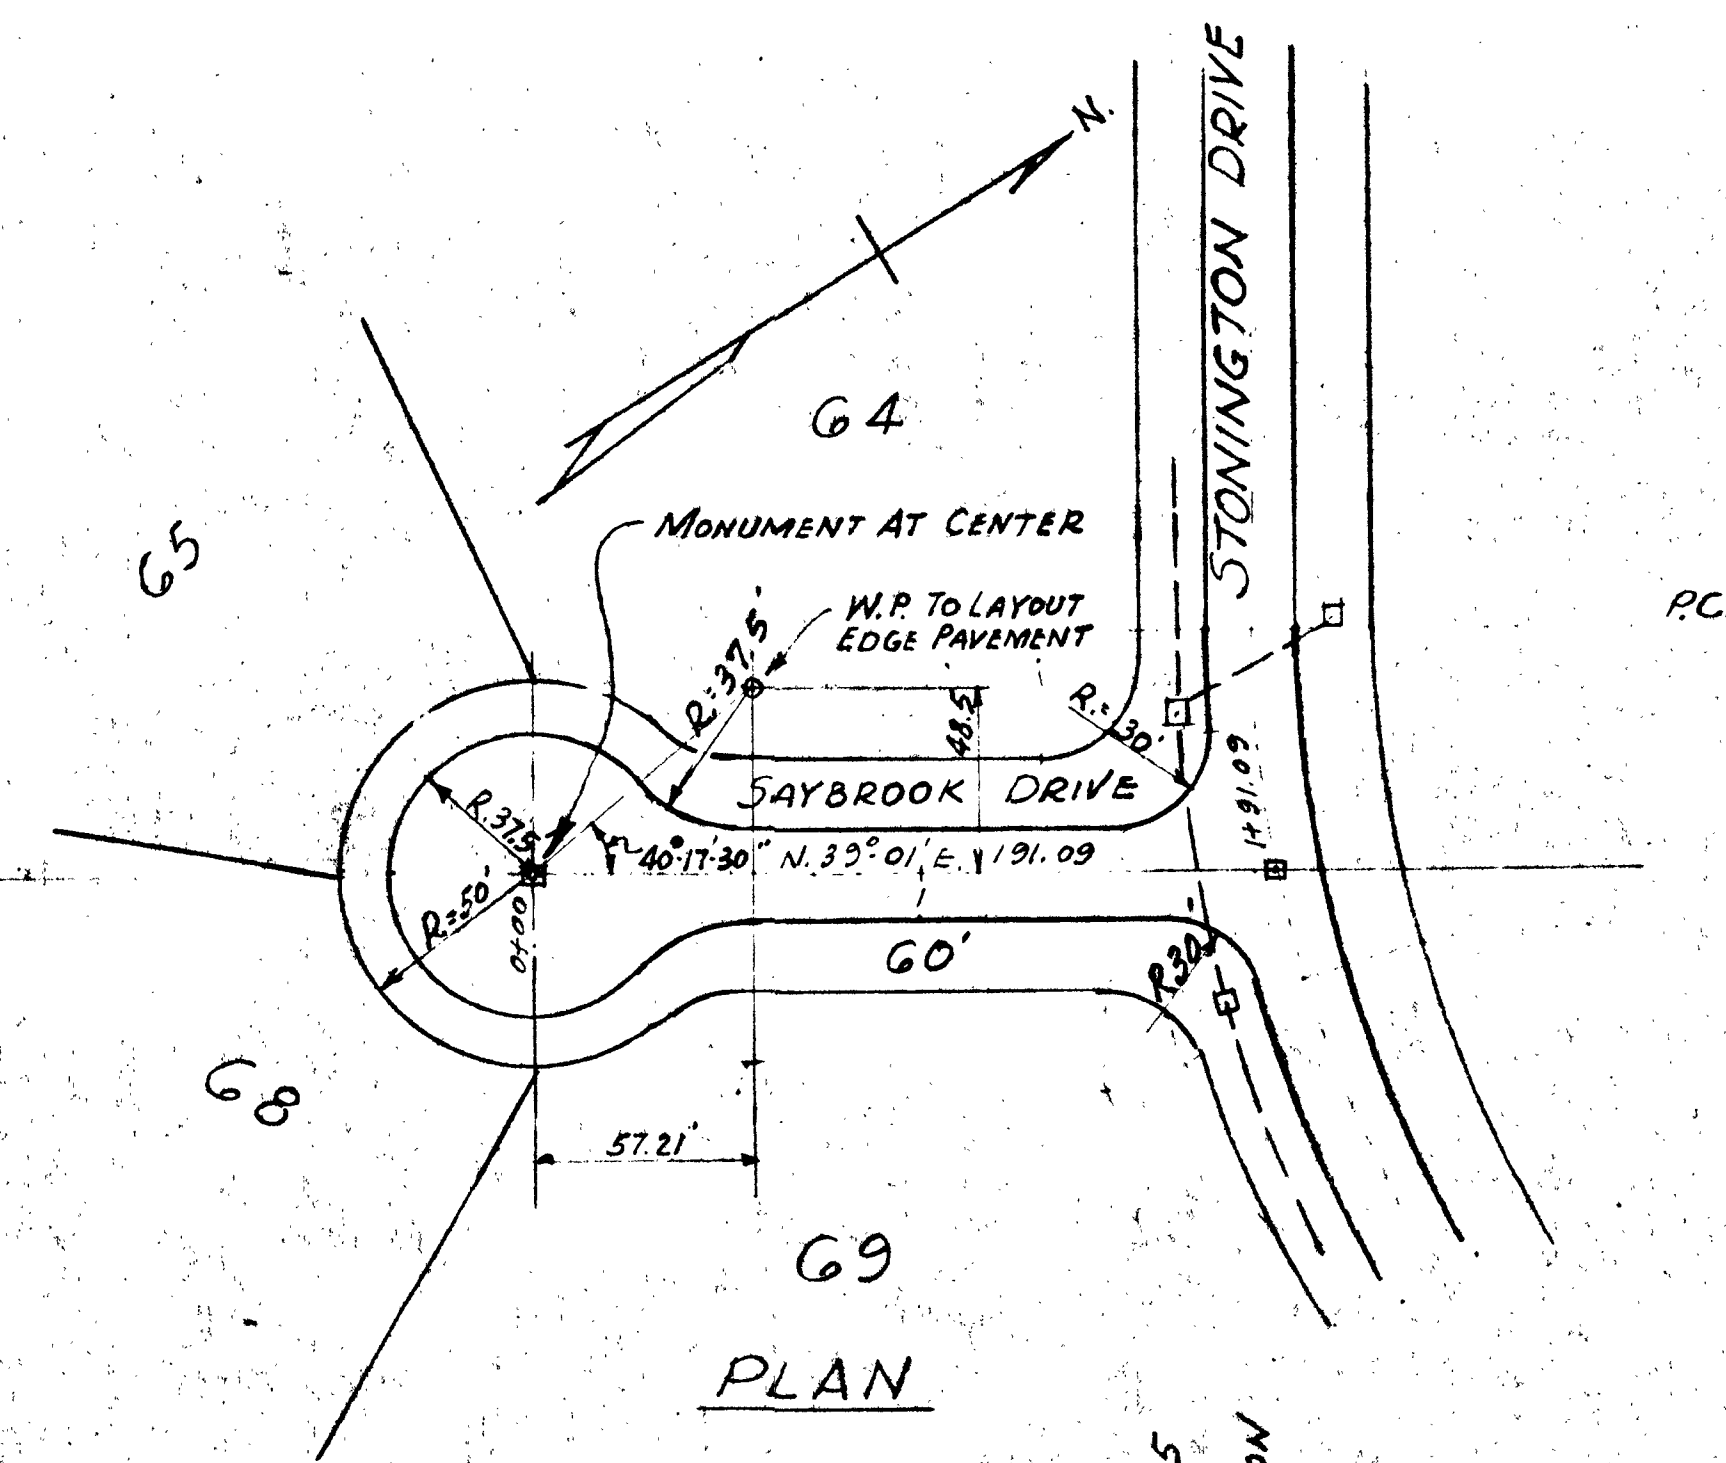 STONINGTON DRIVE
N.
64
65
MONUMENT AT CENTER
W.P. TO LAYOUT
EDGE PAVEMENT
P.C
R=37.5'
48.5
R.=30'
SAYBROOK DRIVE
1+91.09
R.37.5'
40°-17'-30" N. 39°-01' E. 191.09
R=50'
0+00
60'
R30'
68
57.21'
69
PLAN